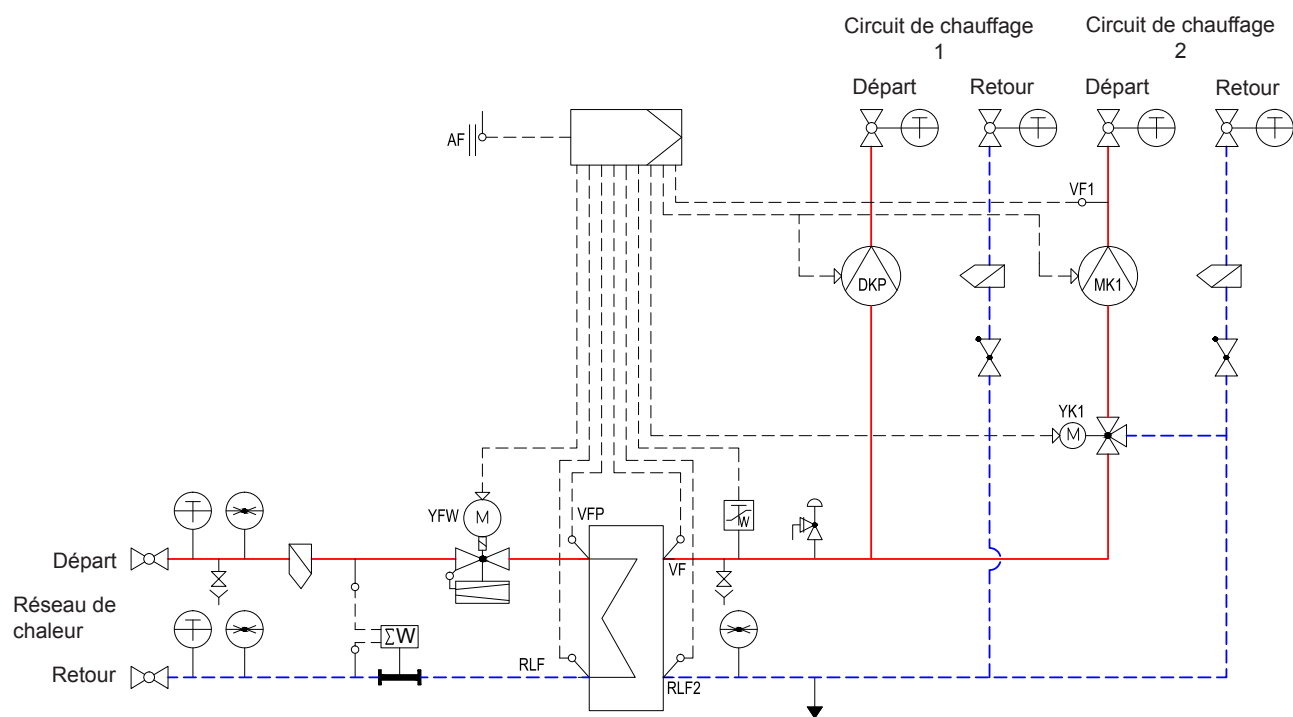 Circuit de chauffage
1
Circuit de chauffage
2
Départ
Retour
Départ
Retour
T
T
T
T
AF
VF1
DKP
MK1
YK1
M
YFW
M
VFP
T
W
T
VF
Départ
Réseau de
chaleur
T
ΣW
Retour
RLF
RLF2